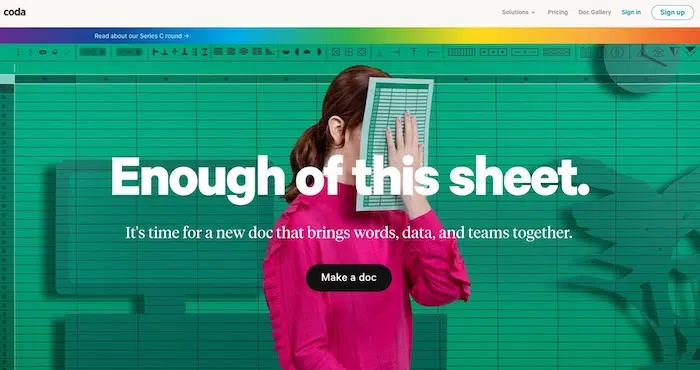 coda
Solutions
Pricing
Doc Gallery
Sign in
Sign up
Read about our Series C round →
Enough of this sheet.
It's time for a new doc that brings words, data, and teams together.
Make a doc